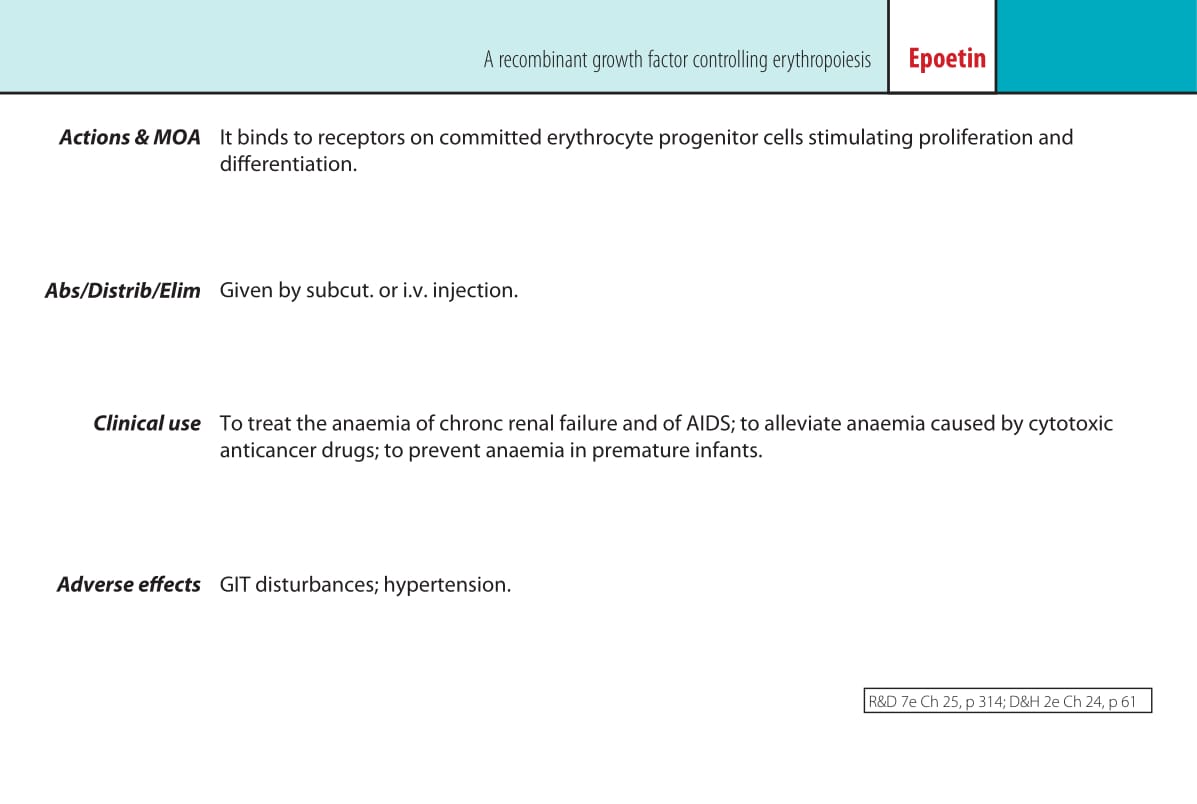 A recombinant growth factor controlling erythropoiesis Epoetin
Actions & MOA It binds to receptors on committed erythrocyte progenitor cells stimulating proliferation and
differentiation.
Abs/Distrib/Elim Given by subcut. or i.v. injection.
Clinical use To treat the anaemia of chronc renal failure and of AIDS; to alleviate anaemia caused by cytotoxic
anticancer drugs; to prevent anaemia in premature infants.
Adverse effects GIT disturbances; hypertension.
R&D 7e Ch 25, p 314; D&H 2e Ch 24, p 61